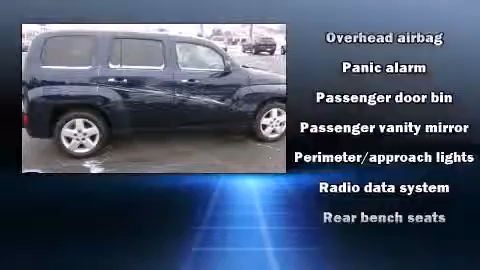 Overhead airbag
Panic alarm
Passenger door bin
Passenger vanity mirror
Perimeter/approach lights
Radio data system
Rear bench seats